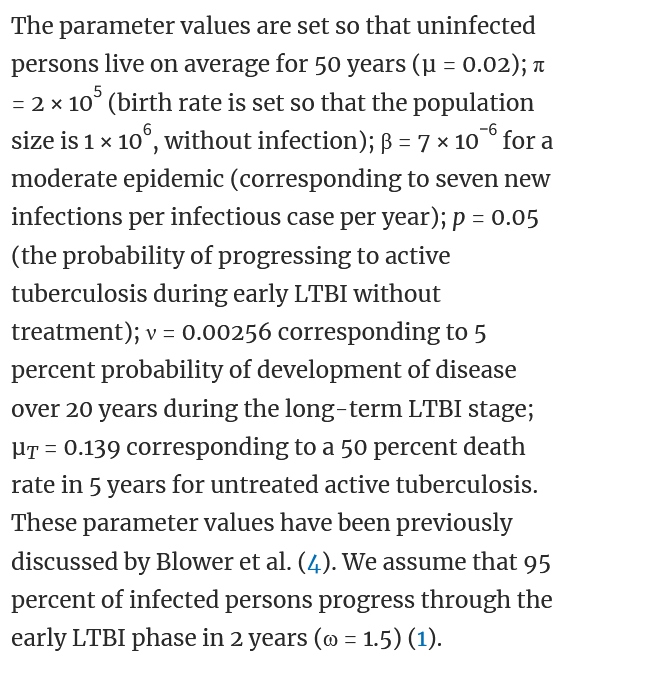 The parameter values are set so that uninfected
persons live on average for 50 years (μ = 0.02); π
= 2 × 10⁵ (birth rate is set so that the population
size is 1 × 10⁶, without infection); β = 7 × 10⁻⁶ for a
moderate epidemic (corresponding to seven new
infections per infectious case per year); p = 0.05
(the probability of progressing to active
tuberculosis during early LTBI without
treatment); ν = 0.00256 corresponding to 5
percent probability of development of disease
over 20 years during the long-term LTBI stage;
μT = 0.139 corresponding to a 50 percent death
rate in 5 years for untreated active tuberculosis.
These parameter values have been previously
discussed by Blower et al. (4). We assume that 95
percent of infected persons progress through the
early LTBI phase in 2 years (ω = 1.5) (1).